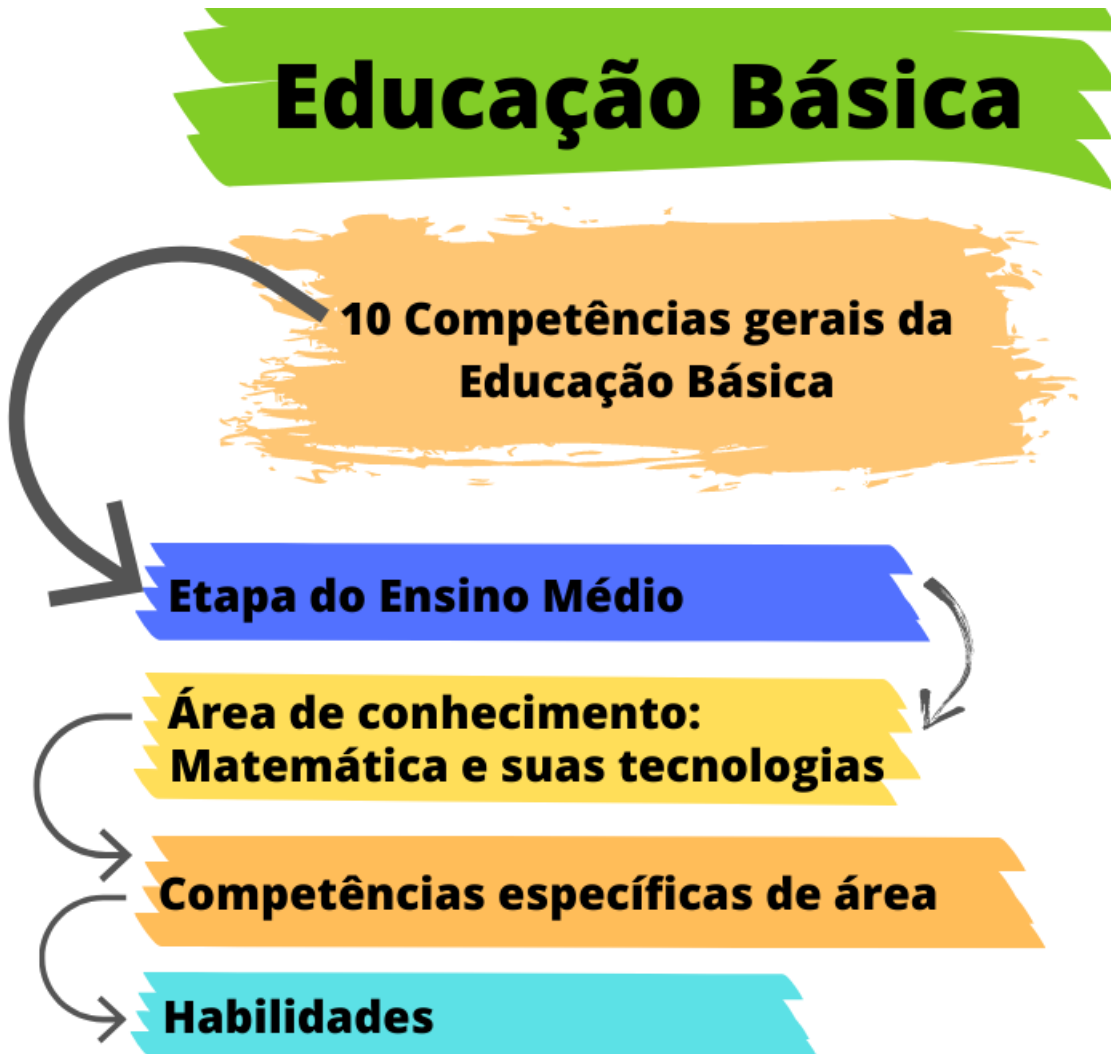 Educação Básica
10 Competências gerais da
Educação Básica
Etapa do Ensino Médio
Área de conhecimento:
Matemática e suas tecnologias
Competências específicas de área
Habilidades